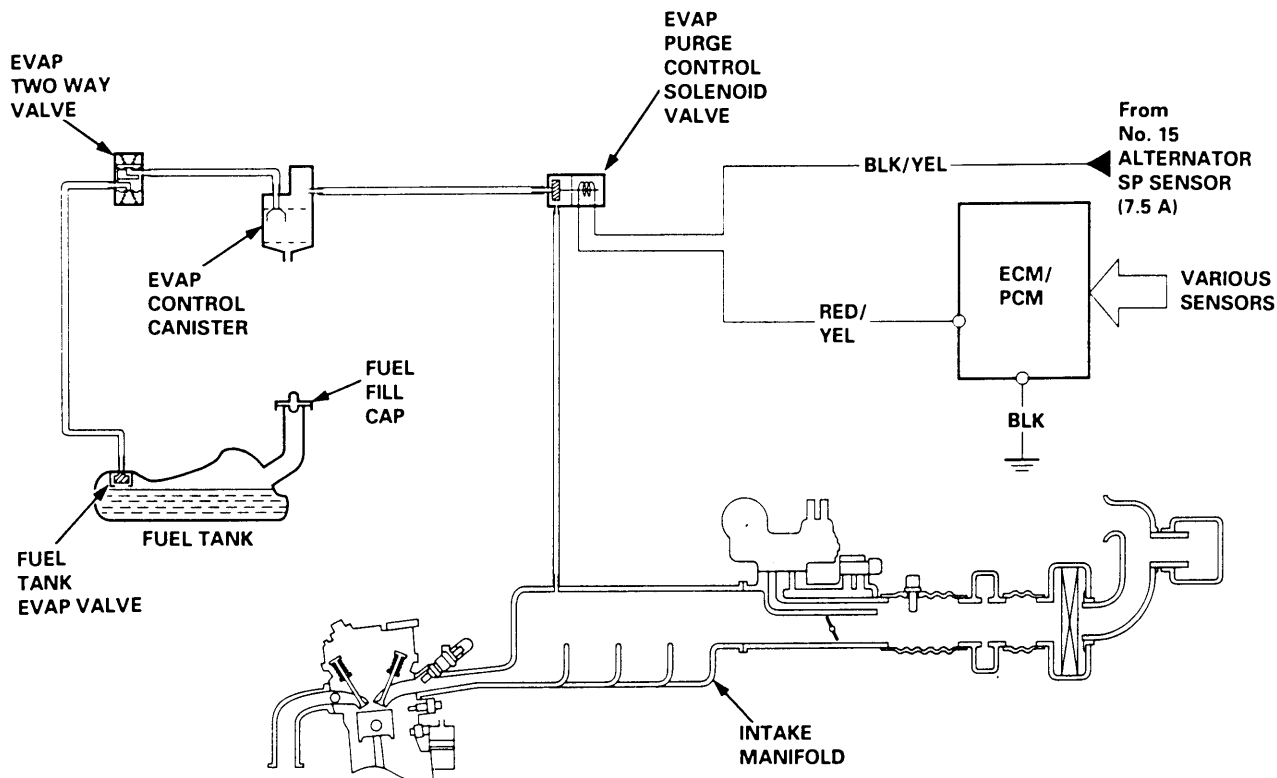 EVAP
TWO WAY
VALVE
EVAP
PURGE
CONTROL
SOLENOID
VALVE
From
No. 15
ALTERNATOR
SP SENSOR
(7.5 A)
BLK/YEL
EVAP
CONTROL
CANISTER
ECM/
PCM
VARIOUS
SENSORS
RED/
YEL
FUEL
FILL
CAP
BLK
FUEL TANK
FUEL
TANK
EVAP VALVE
INTAKE
MANIFOLD